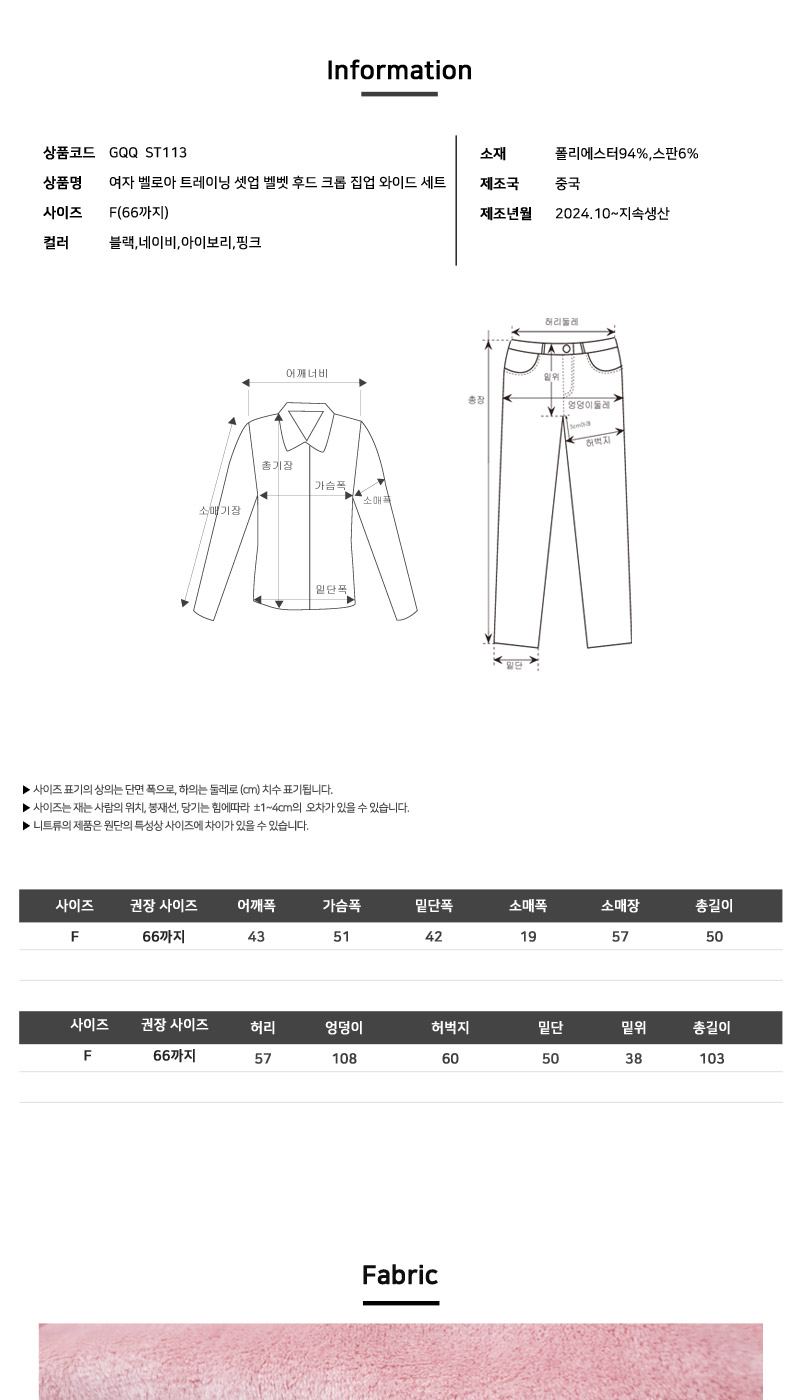 Information
상품코드 GQQ ST113
상품명 여자 벨로아 트레이닝 셋업 벨벳 후드 크롭 집업 와이드 세트
사이즈 F(66까지)
컬러 블랙,네이비,아이보리,핑크
소재 폴리에스터94%,스판6%
제조국 중국
제조년월 2024.10~지속생산
어깨너비
총기장
가슴폭
소매폭
소매기장
밑단폭
허리둘레
밑위
총장
엉덩이둘레
허벅지
밑단
▶ 사이즈 표기의 상의는 단면 폭으로, 하의는 둘레로 (cm) 치수 표기됩니다.
▶ 사이즈는 재는 사람의 위치, 봉재선, 당기는 힘에따라 ±1~4cm의 오차가 있을 수 있습니다.
▶ 니트류의 제품은 원단의 특성상 사이즈에 차이가 있을 수 있습니다.
사이즈 권장 사이즈 어깨폭 가슴폭 밑단폭 소매폭 소매장 총길이
F 66까지 43 51 42 19 57 50
사이즈 권장 사이즈 허리 엉덩이 허벅지 밑단 밑위 총길이
F 66까지 57 108 60 50 38 103
Fabric